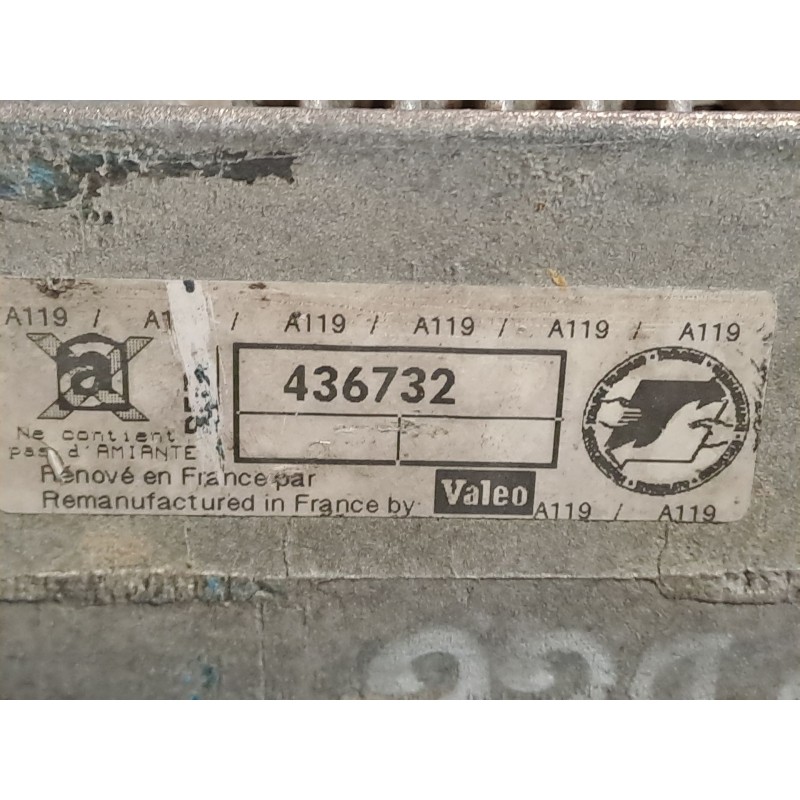 A119 / A1 / A119 / A119 / A119 / A119
a
436732
Ne contient
pas d'AMIANTE
Rénové en France par
Remanufactured in France by Valeo
A119 / A119